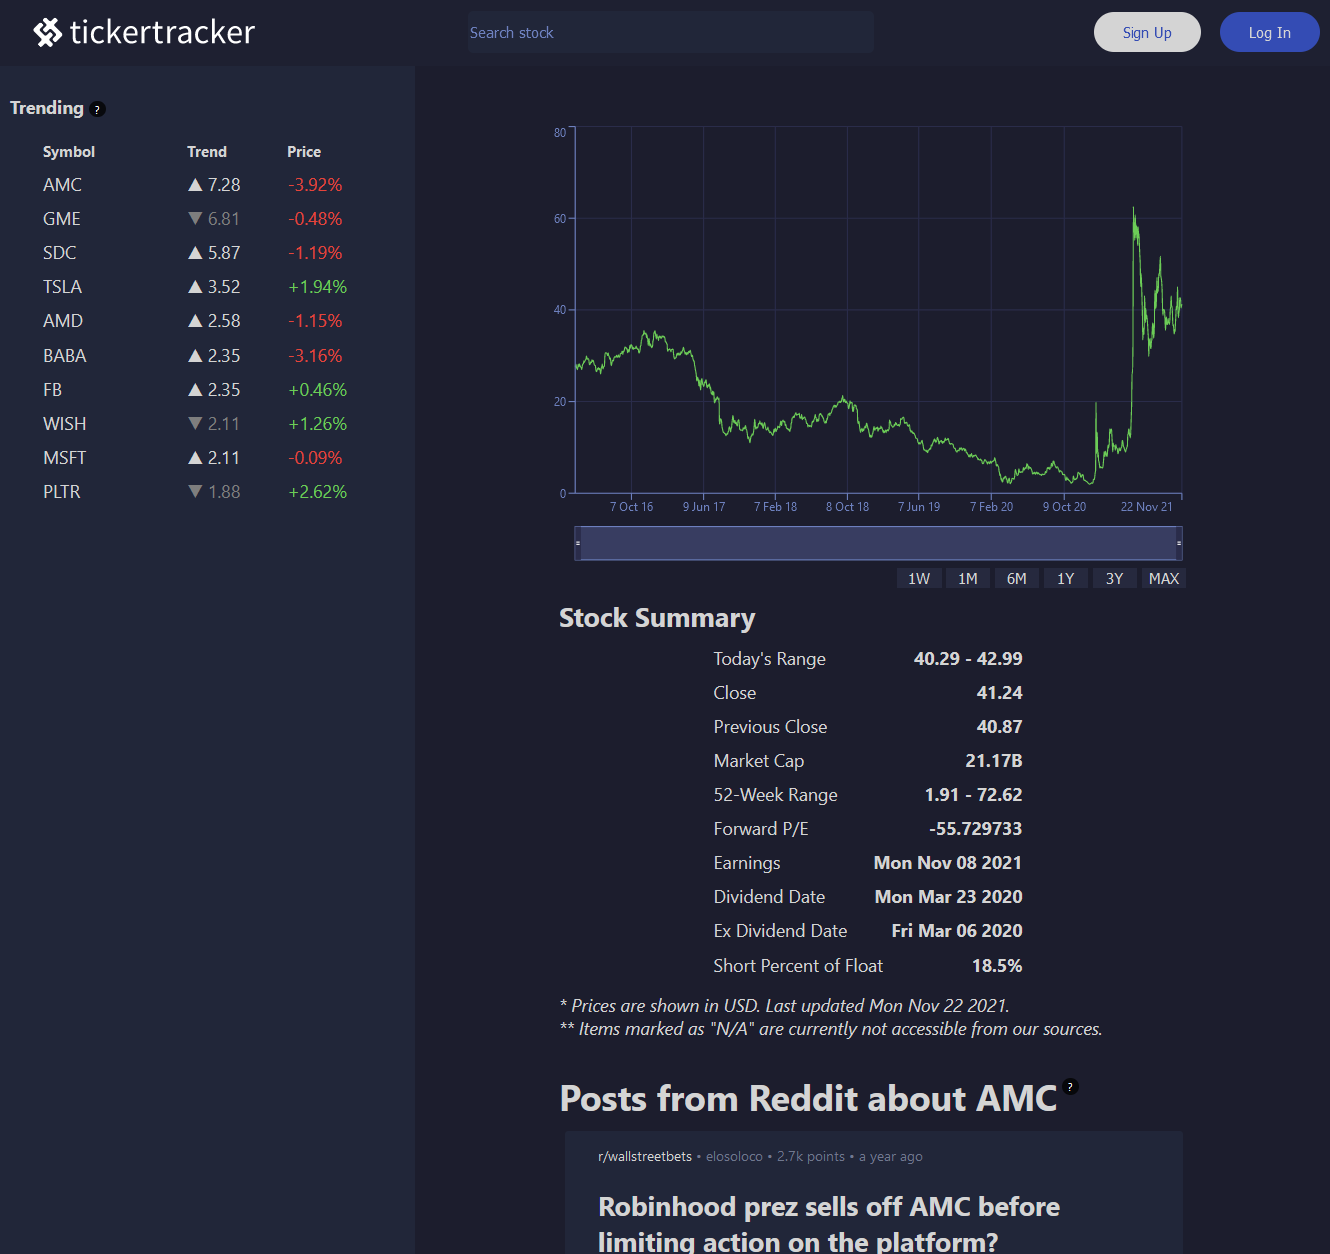 tickertracker
Search stock
Sign Up
Log In
Trending ?
Symbol Trend Price
AMC ▲ 7.28 -3.92%
GME ▼ 6.81 -0.48%
SDC ▲ 5.87 -1.19%
TSLA ▲ 3.52 +1.94%
AMD ▲ 2.58 -1.15%
BABA ▲ 2.35 -3.16%
FB ▲ 2.35 +0.46%
WISH ▼ 2.11 +1.26%
MSFT ▲ 2.11 -0.09%
PLTR ▼ 1.88 +2.62%
80
60
40
20
0
7 Oct 16 9 Jun 17 7 Feb 18 8 Oct 18 7 Jun 19 7 Feb 20 9 Oct 20 22 Nov 21
1W 1M 6M 1Y 3Y MAX
Stock Summary
Today's Range 40.29 - 42.99
Close 41.24
Previous Close 40.87
Market Cap 21.17B
52-Week Range 1.91 - 72.62
Forward P/E -55.729733
Earnings Mon Nov 08 2021
Dividend Date Mon Mar 23 2020
Ex Dividend Date Fri Mar 06 2020
Short Percent of Float 18.5%
* Prices are shown in USD. Last updated Mon Nov 22 2021.
** Items marked as "N/A" are currently not accessible from our sources.
Posts from Reddit about AMC ?
r/wallstreetbets • elosoloco • 2.7k points • a year ago
Robinhood prez sells off AMC before
limiting action on the platform?